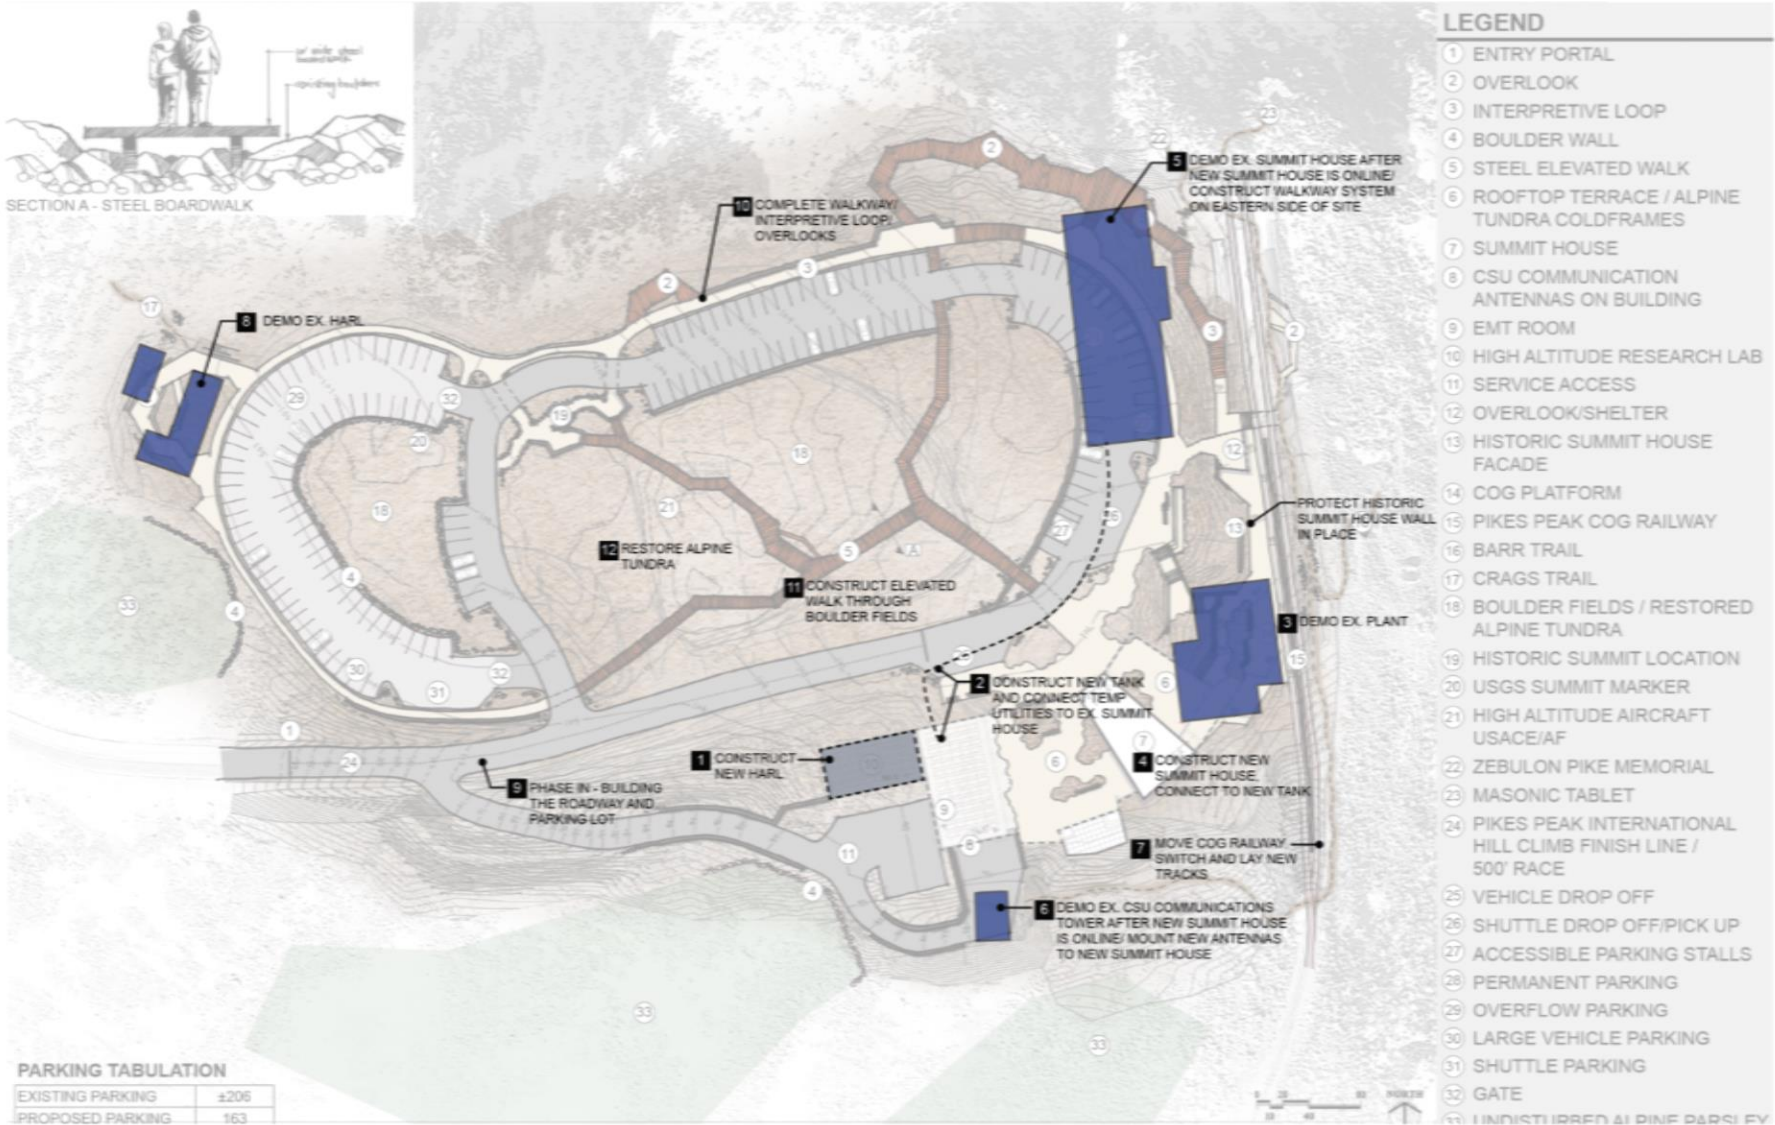 SECTION A - STEEL BOARDWALK
10 COMPLETE WALKWAY/
INTERPRETIVE LOOP/
OVERLOOKS
5 DEMO EX. SUMMIT HOUSE AFTER
NEW SUMMIT HOUSE IS ONLINE/
CONSTRUCT WALKWAY SYSTEM
ON EASTERN SIDE OF SITE
8 DEMO EX. HARL
PROTECT HISTORIC
SUMMIT HOUSE WALL
IN PLACE
12 RESTORE ALPINE
TUNDRA
11 CONSTRUCT ELEVATED
WALK THROUGH
BOULDER FIELDS
3 DEMO EX. PLANT
2 CONSTRUCT NEW TANK
AND CONNECT TEMP
UTILITIES TO EX. SUMMIT
HOUSE
1 CONSTRUCT
NEW HARL
4 CONSTRUCT NEW
SUMMIT HOUSE,
CONNECT TO NEW TANK
9 PHASE IN - BUILDING
THE ROADWAY AND
PARKING LOT
7 MOVE COG RAILWAY
SWITCH AND LAY NEW
TRACKS
6 DEMO EX. CSU COMMUNICATIONS
TOWER AFTER NEW SUMMIT HOUSE
IS ONLINE/ MOUNT NEW ANTENNAS
TO NEW SUMMIT HOUSE
PARKING TABULATION
EXISTING PARKING ±206
PROPOSED PARKING 163
NORTH
LEGEND
1 ENTRY PORTAL
2 OVERLOOK
3 INTERPRETIVE LOOP
4 BOULDER WALL
5 STEEL ELEVATED WALK
6 ROOFTOP TERRACE / ALPINE
TUNDRA COLDFRAMES
7 SUMMIT HOUSE
8 CSU COMMUNICATION
ANTENNAS ON BUILDING
9 EMT ROOM
10 HIGH ALTITUDE RESEARCH LAB
11 SERVICE ACCESS
12 OVERLOOK/SHELTER
13 HISTORIC SUMMIT HOUSE
FACADE
14 COG PLATFORM
15 PIKES PEAK COG RAILWAY
16 BARR TRAIL
17 CRAGS TRAIL
18 BOULDER FIELDS / RESTORED
ALPINE TUNDRA
19 HISTORIC SUMMIT LOCATION
20 USGS SUMMIT MARKER
21 HIGH ALTITUDE AIRCRAFT
USACE/AF
22 ZEBULON PIKE MEMORIAL
23 MASONIC TABLET
24 PIKES PEAK INTERNATIONAL
HILL CLIMB FINISH LINE /
500' RACE
25 VEHICLE DROP OFF
26 SHUTTLE DROP OFF/PICK UP
27 ACCESSIBLE PARKING STALLS
28 PERMANENT PARKING
29 OVERFLOW PARKING
30 LARGE VEHICLE PARKING
31 SHUTTLE PARKING
32 GATE
33 UNDISTURBED ALPINE PARSLEY